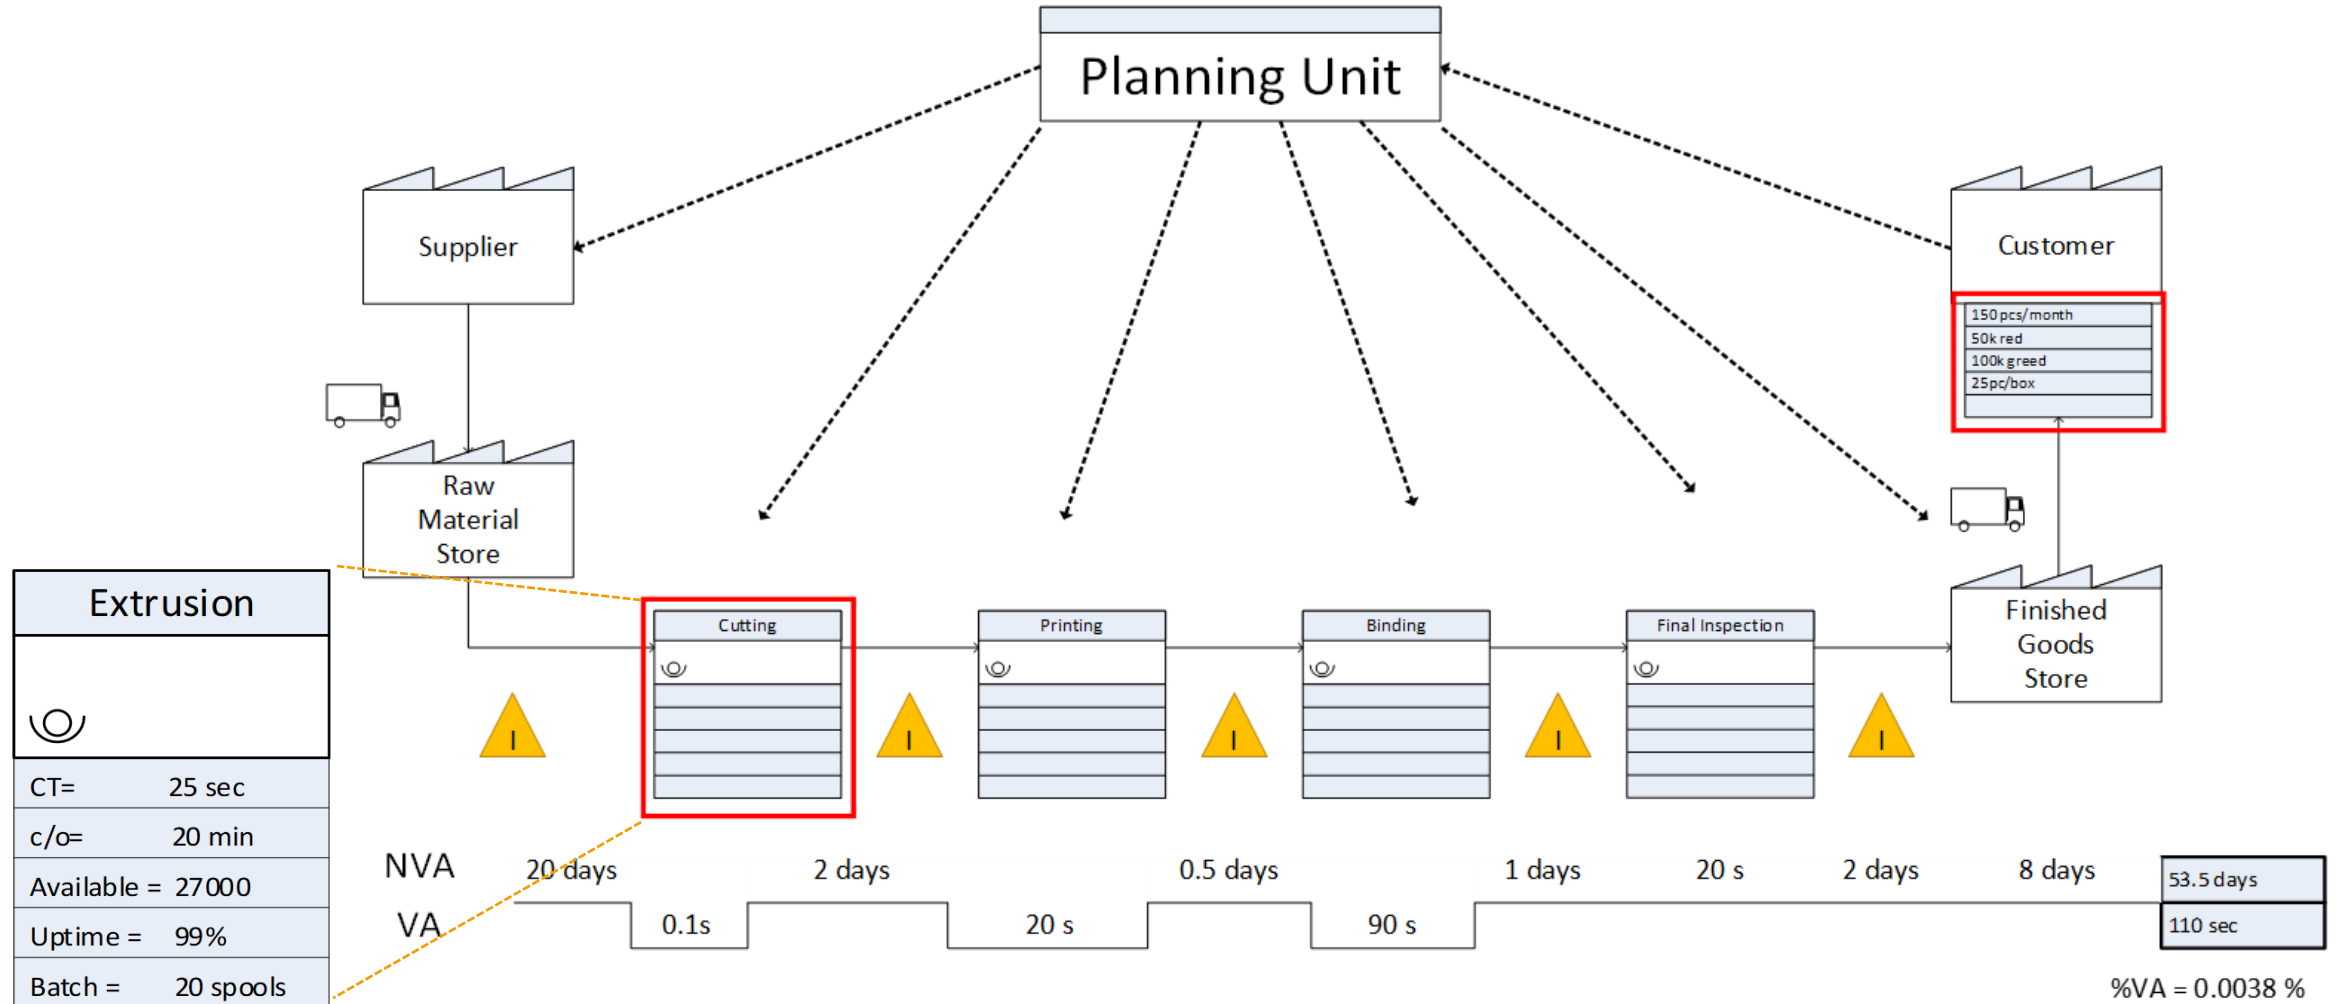 Planning Unit
Supplier
Customer
150 pcs/month
50k red
100k greed
25pc/box
Raw
Material
Store
Finished
Goods
Store
Extrusion
CT= 25 sec
c/o= 20 min
Available = 27000
Uptime = 99%
Batch = 20 spools
Cutting
Printing
Binding
Final Inspection
I
I
I
I
I
NVA 20 days 2 days 0.5 days 1 days 20 s 2 days 8 days 53.5 days
VA 0.1s 20 s 90 s 110 sec
%VA = 0.0038 %